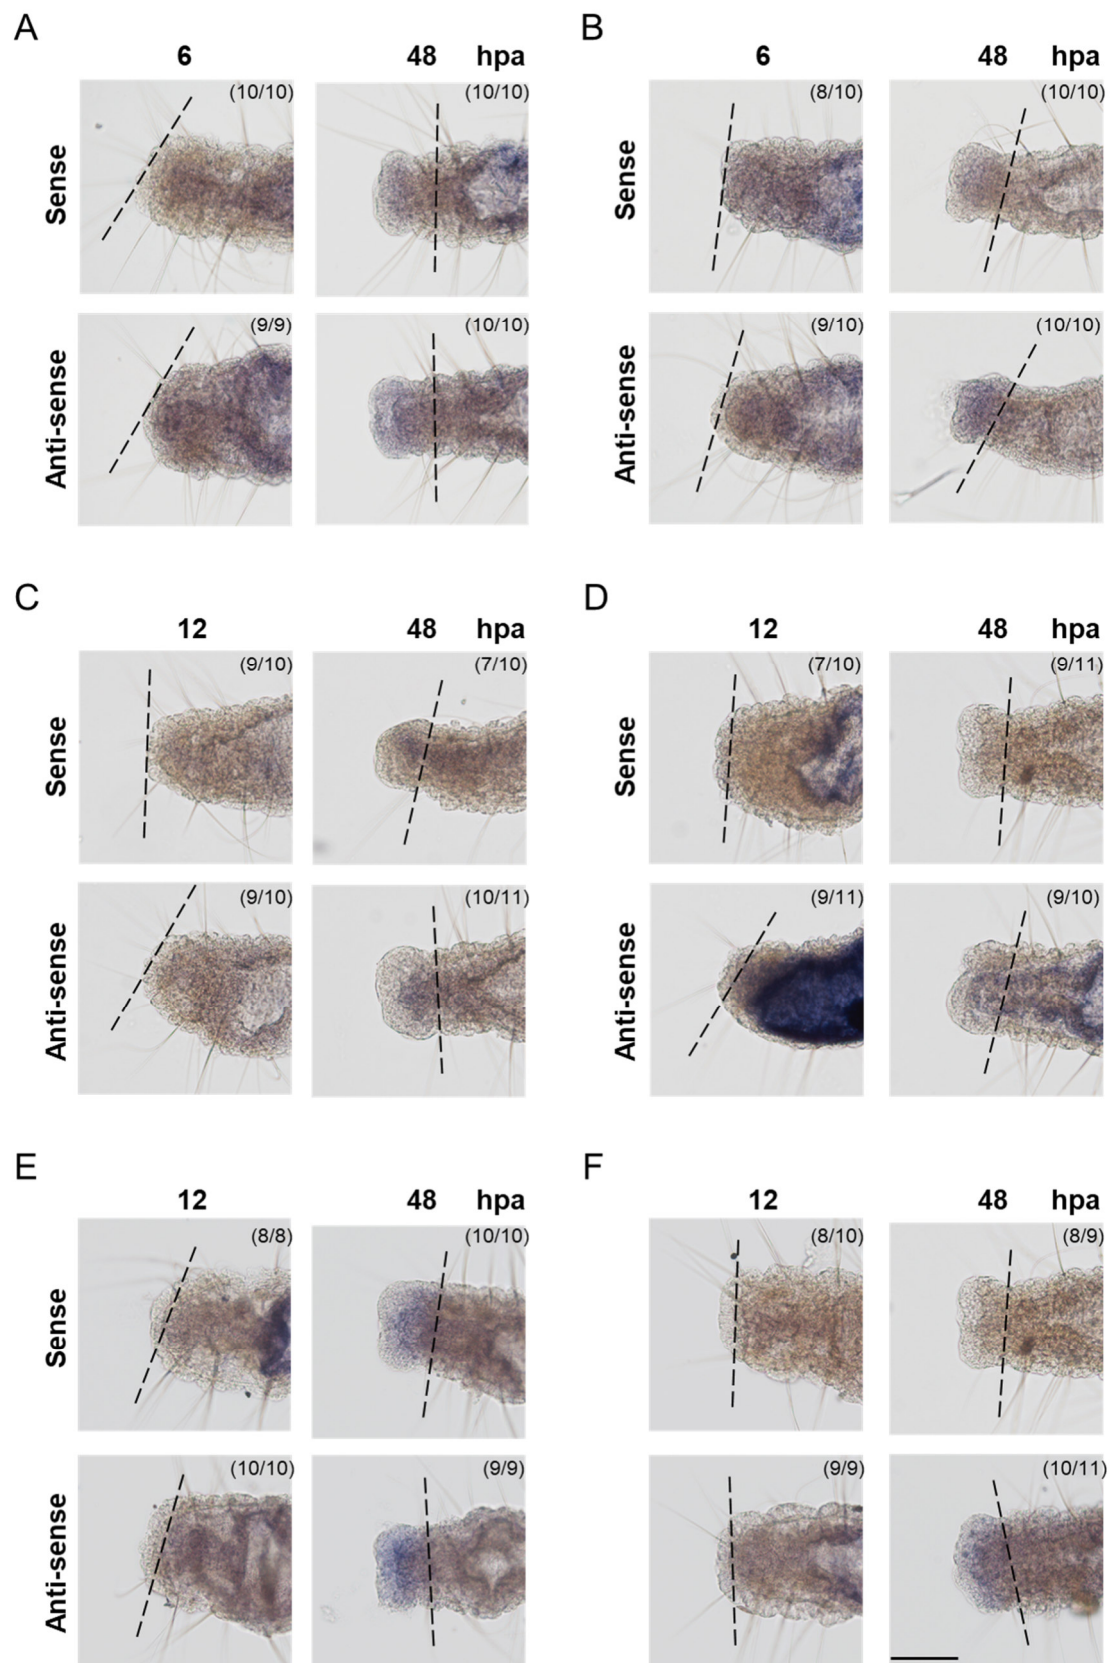 A
6 48 hpa
Sense (10/10) (10/10)
Anti-sense (9/9) (10/10)
B
6 48 hpa
Sense (8/10) (10/10)
Anti-sense (9/10) (10/10)
C
12 48 hpa
Sense (9/10) (7/10)
Anti-sense (9/10) (10/11)
D
12 48 hpa
Sense (7/10) (9/11)
Anti-sense (9/11) (9/10)
E
12 48 hpa
Sense (8/8) (10/10)
Anti-sense (10/10) (9/9)
F
12 48 hpa
Sense (8/10) (8/9)
Anti-sense (9/9) (10/11)